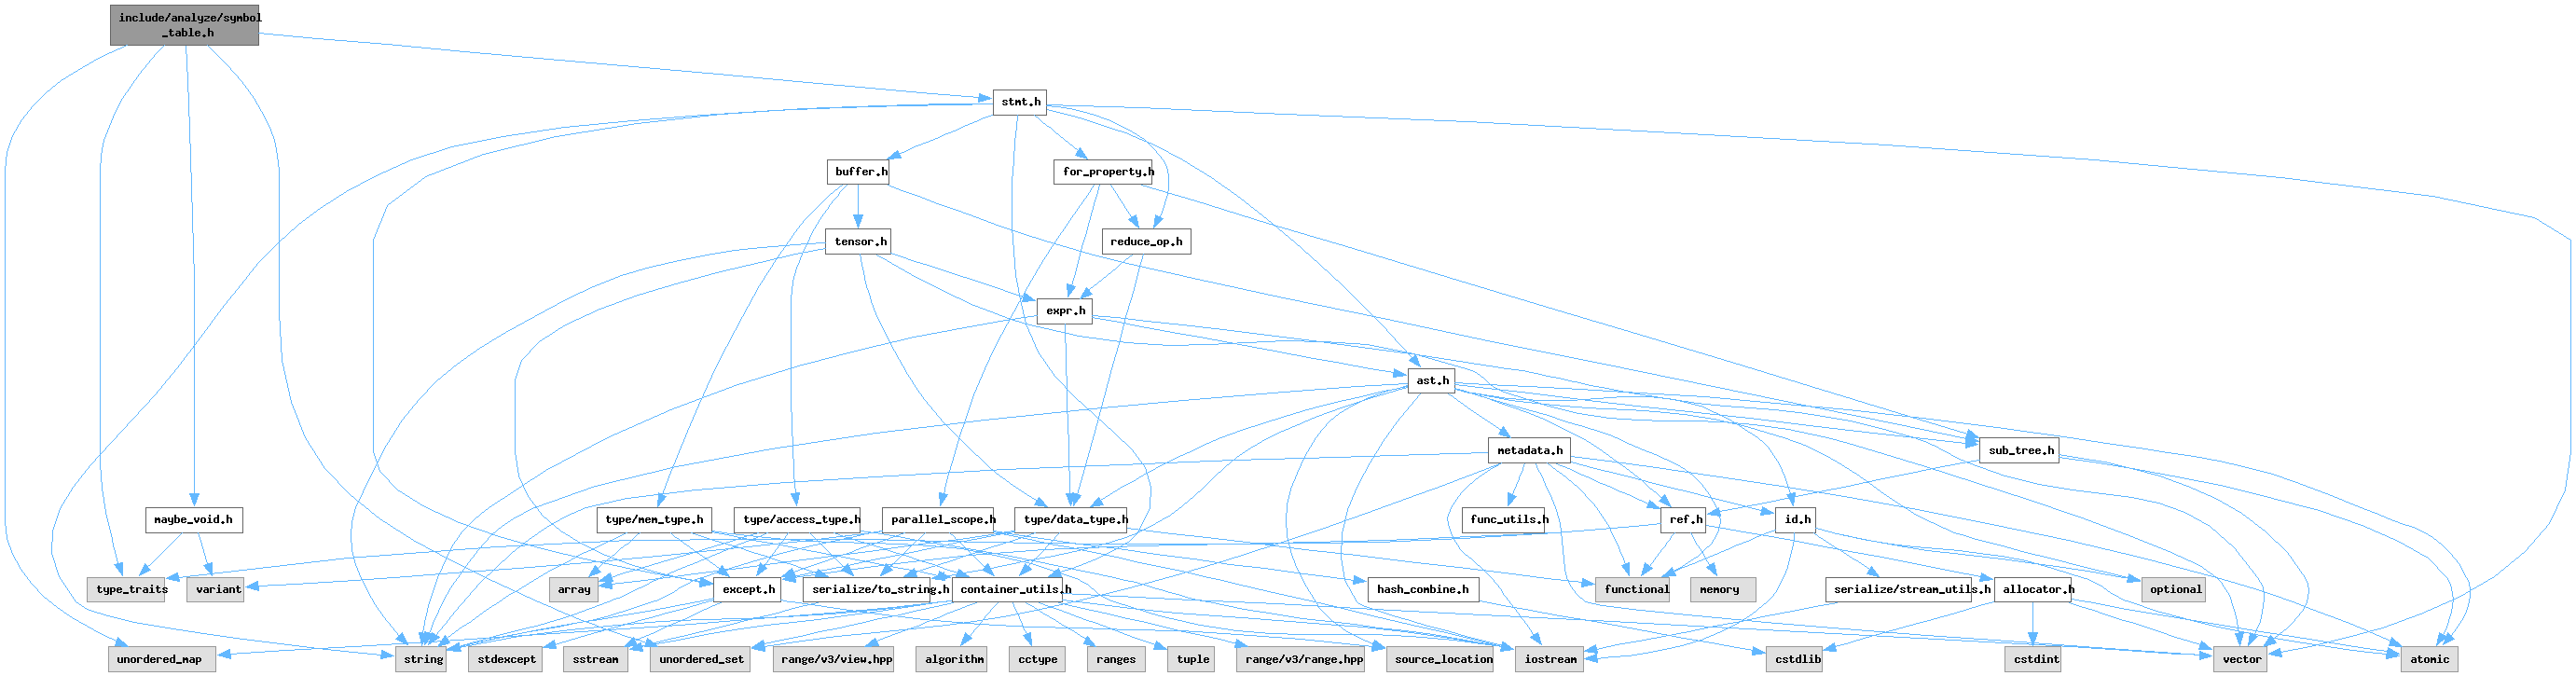 include/analyze/symbol
_table.h
stmt.h
buffer.h
for_property.h
tensor.h
reduce_op.h
expr.h
ast.h
metadata.h
sub_tree.h
maybe_void.h
type/mem_type.h
type/access_type.h
parallel_scope.h
type/data_type.h
func_utils.h
ref.h
id.h
type_traits
variant
array
except.h
serialize/to_string.h
container_utils.h
hash_combine.h
functional
memory
serialize/stream_utils.h
allocator.h
optional
unordered_map
string
stdexcept
sstream
unordered_set
range/v3/view.hpp
algorithm
cctype
ranges
tuple
range/v3/range.hpp
source_location
iostream
cstdlib
cstdint
vector
atomic